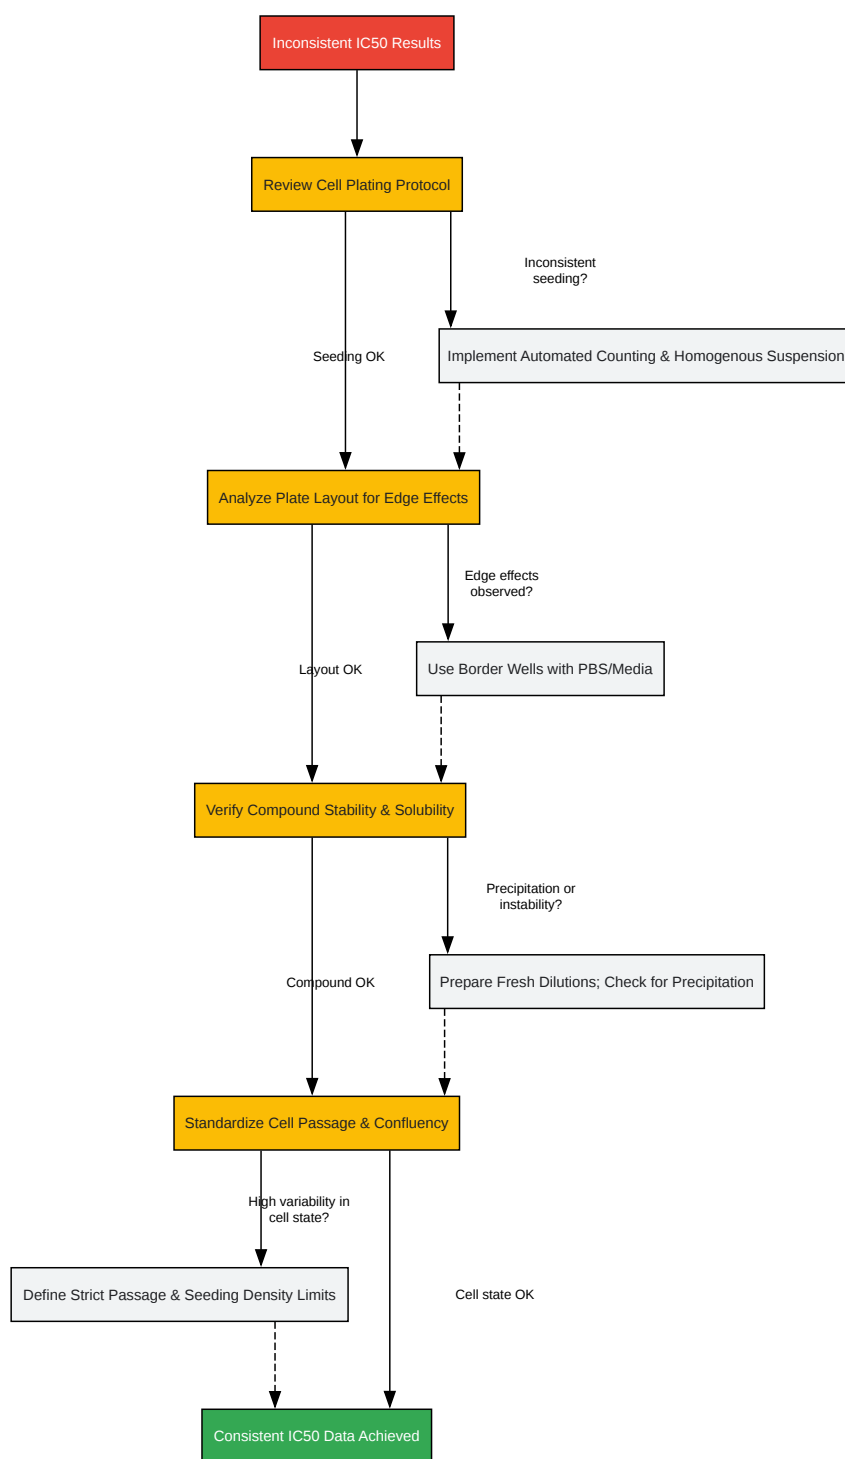 Inconsistent IC50 Results
Review Cell Plating Protocol
Inconsistent
seeding?
Seeding OK
Implement Automated Counting & Homogenous Suspension
Analyze Plate Layout for Edge Effects
Edge effects
observed?
Layout OK
Use Border Wells with PBS/Media
Verify Compound Stability & Solubility
Precipitation or
instability?
Compound OK
Prepare Fresh Dilutions; Check for Precipitation
Standardize Cell Passage & Confluency
High variability in
cell state?
Define Strict Passage & Seeding Density Limits
Cell state OK
Consistent IC50 Data Achieved